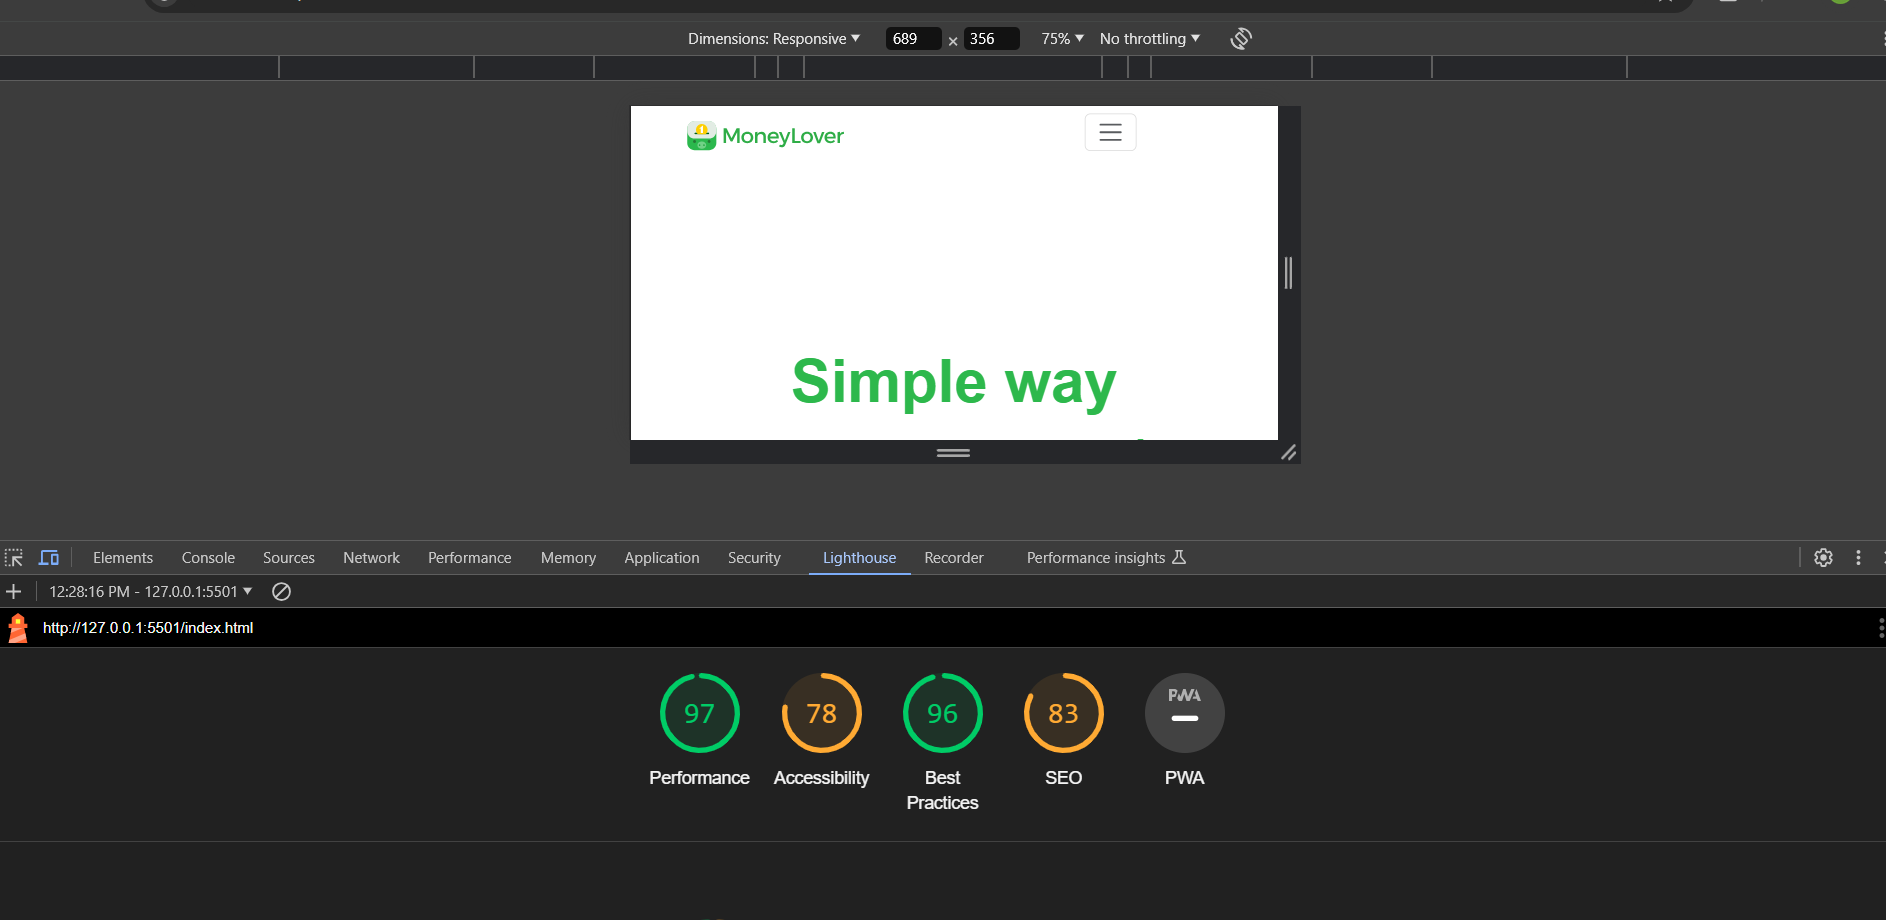 Dimensions: Responsive 689 × 356 75% No throttling
MoneyLover
Simple way
Elements Console Sources Network Performance Memory Application Security Lighthouse Recorder Performance insights
12:28:16 PM - 127.0.0.1:5501
http://127.0.0.1:5501/index.html
97 78 96 83 PWA
Performance Accessibility Best Practices SEO PWA